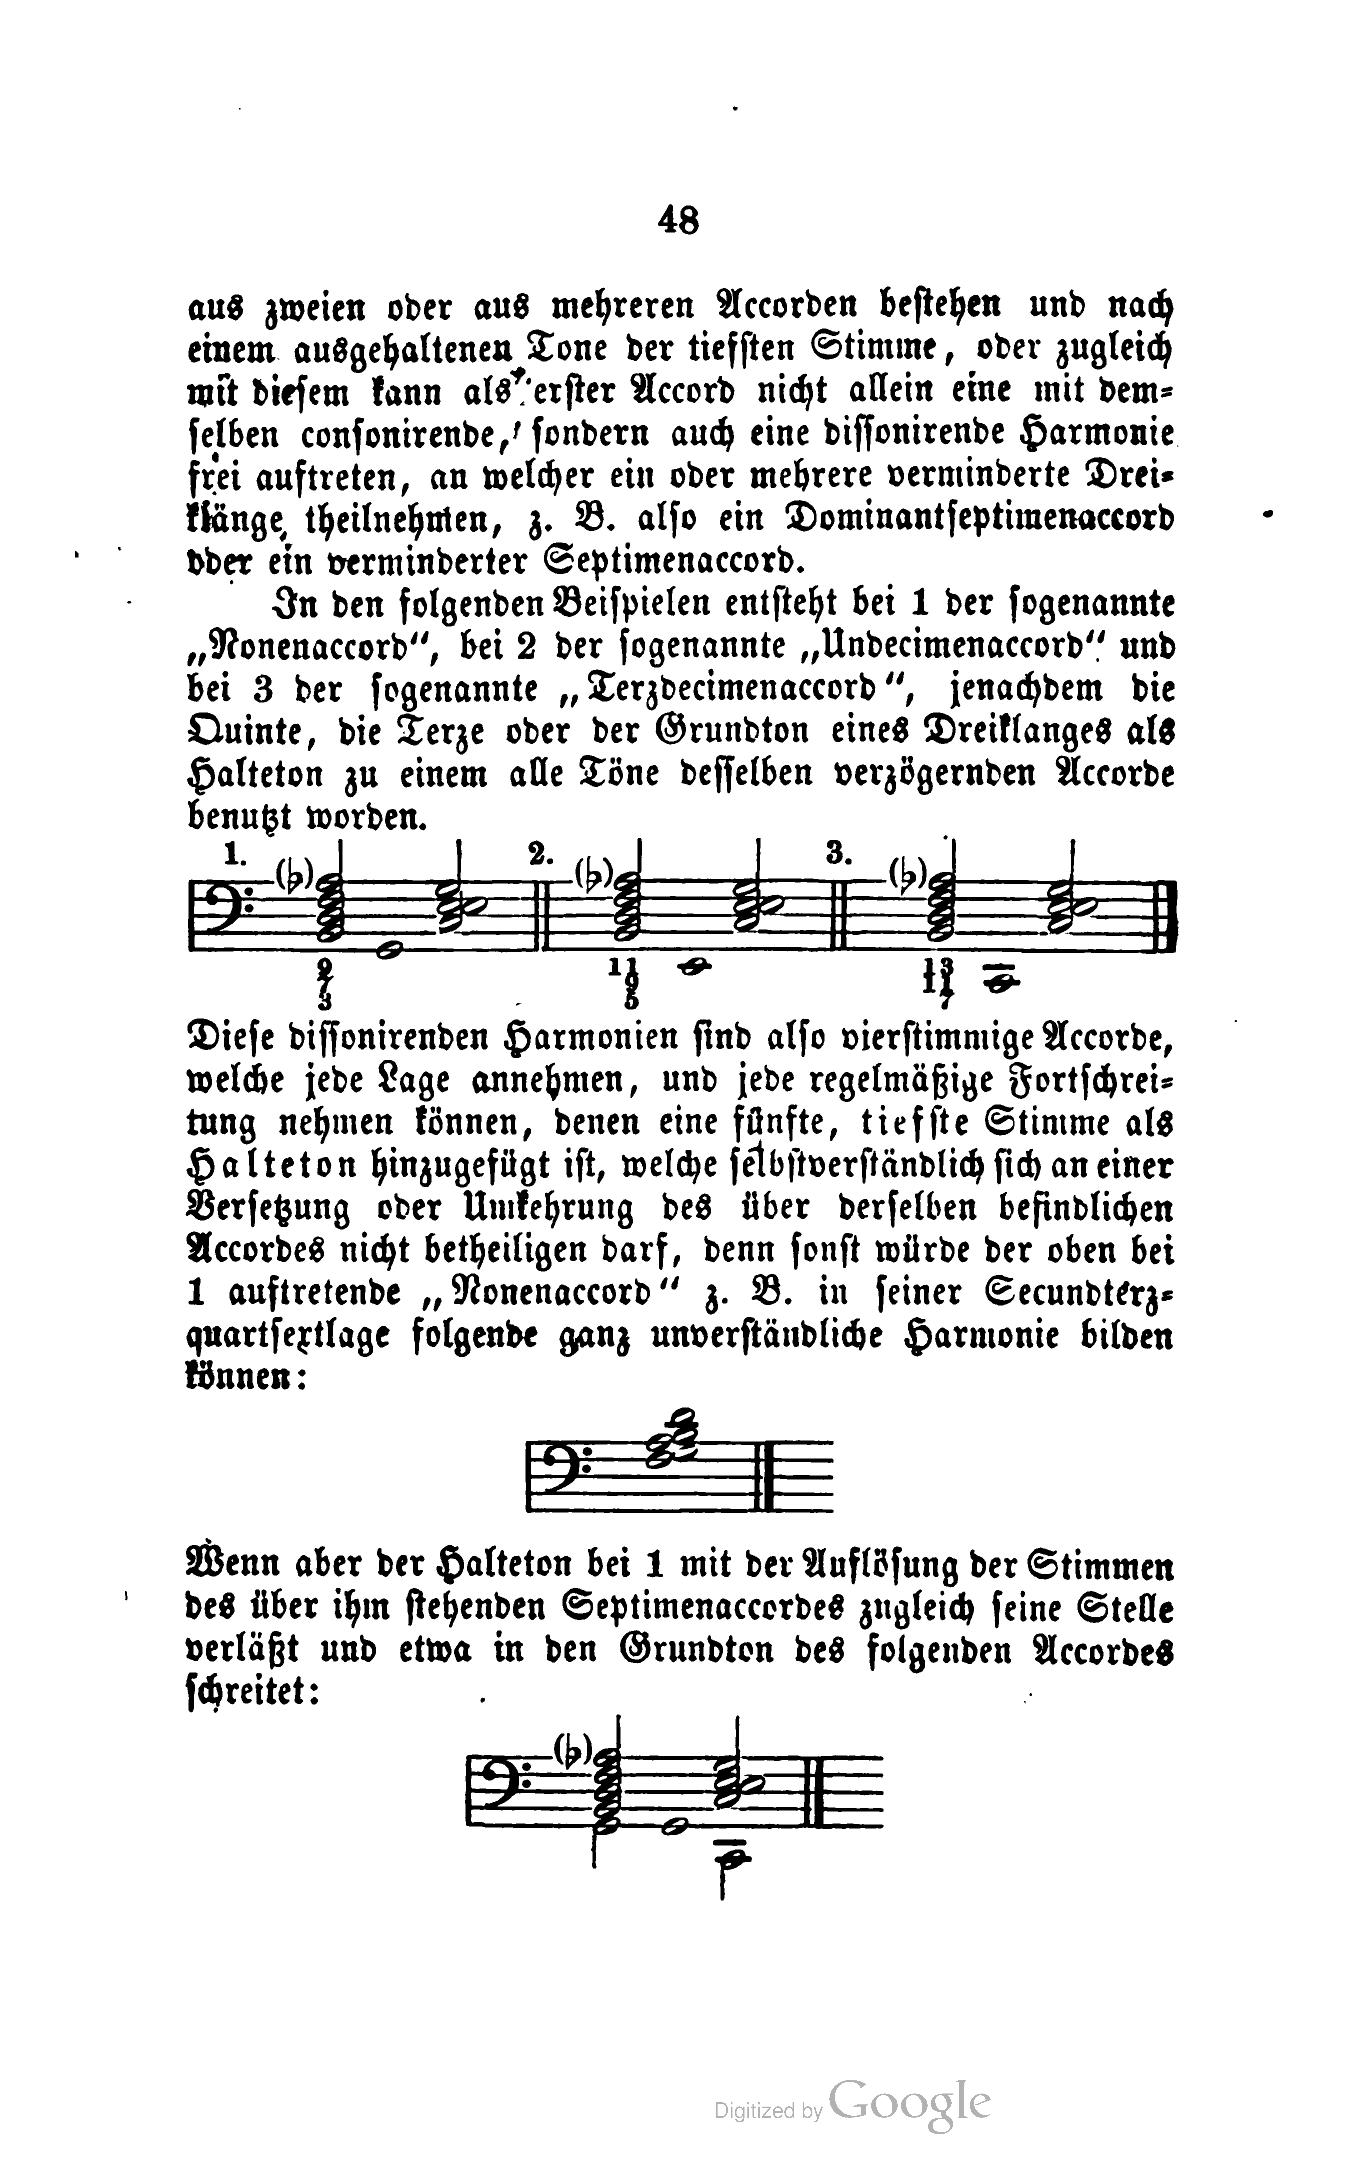 48
aus zweien oder aus mehreren Accorden bestehen und nach
einem ausgehaltenen Tone der tiefsten Stimme, oder zugleich
mit diesem kann als erster Accord nicht allein eine mit dem-
selben consonirende, sondern auch eine dissonirende Harmonie
frei auftreten, an welcher ein oder mehrere verminderte Drei-
klänge theilnehmen, z. B. also ein Dominantseptimenaccord
oder ein verminderter Septimenaccord.
In den folgenden Beispielen entsteht bei 1 der sogenannte
„Nonenaccord“, bei 2 der sogenannte „Undecimenaccord“ und
bei 3 der sogenannte „Terzdecimenaccord“, jenachdem die
Quinte, die Terze oder der Grundton eines Dreiklanges als
Halteton zu einem alle Töne desselben verzögernden Accorde
benutzt worden.
1. (♭) 2. (♭) 3. (♭)
9 11 13
7 9 11
3 5 7
Diese dissonirenden Harmonien sind also vierstimmige Accorde,
welche jede Lage annehmen, und jede regelmäßige Fortschrei-
tung nehmen können, denen eine fünfte, tiefste Stimme als
Halteton hinzugefügt ist, welche selbstverständlich sich an einer
Versetzung oder Umkehrung des über derselben befindlichen
Accordes nicht betheiligen darf, denn sonst würde der oben bei
1 auftretende „Nonenaccord“ z. B. in seiner Secundterz-
quartsextlage folgende ganz unverständliche Harmonie bilden
können:
Wenn aber der Halteton bei 1 mit der Auflösung der Stimmen
des über ihm stehenden Septimenaccordes zugleich seine Stelle
verläßt und etwa in den Grundton des folgenden Accordes
schreitet:
(♭)
Digitized by Google